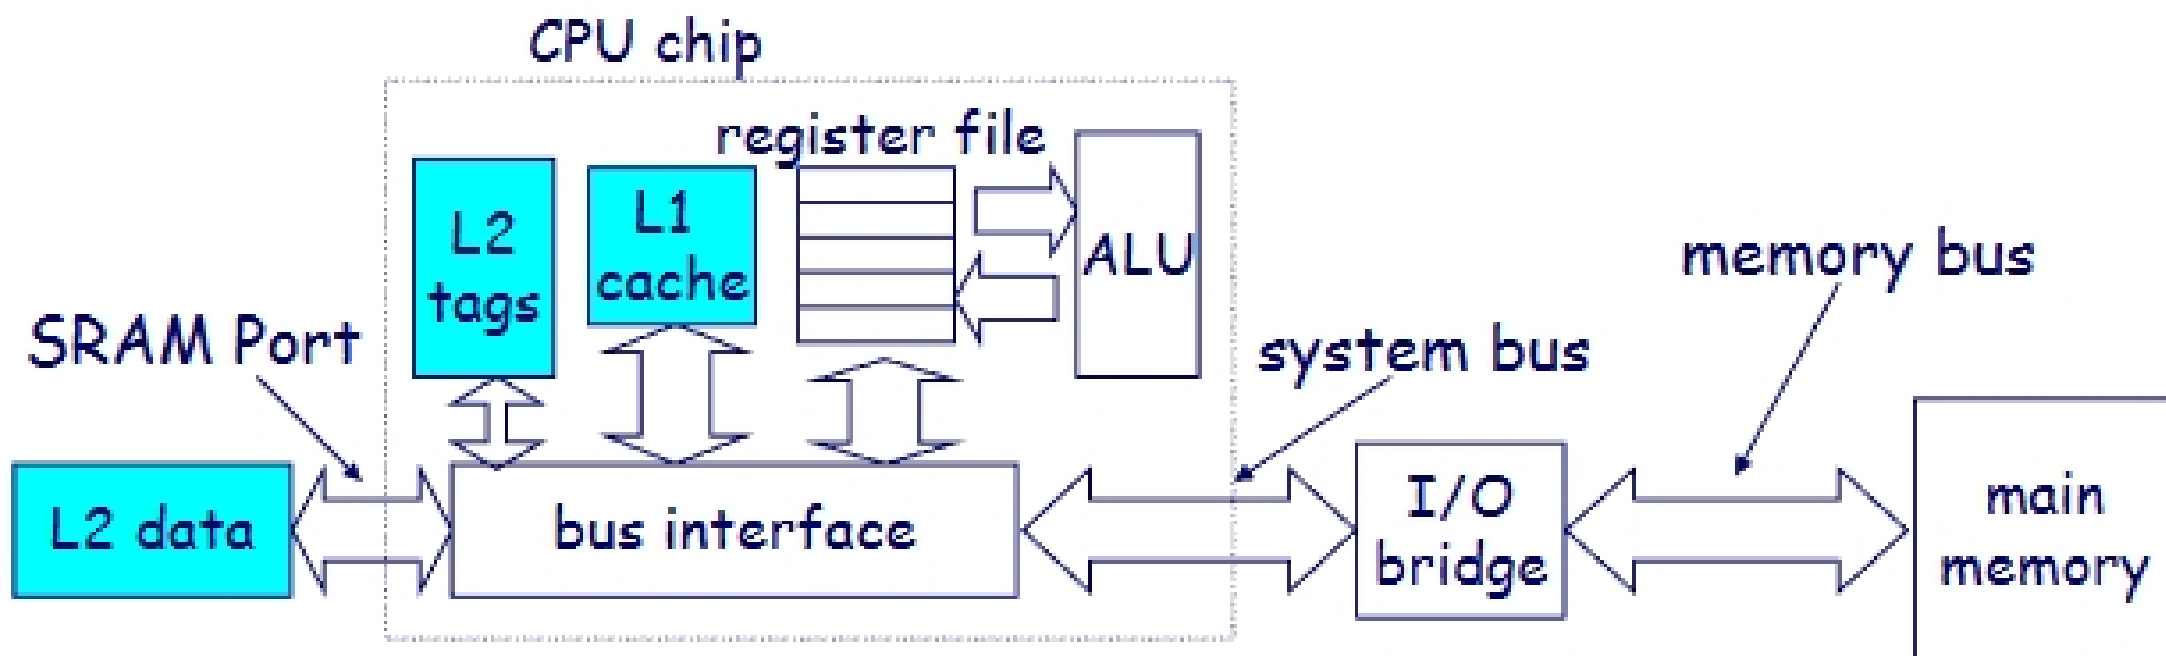 CPU chip
register file
L2
tags
L1
cache
ALU
SRAM Port
system bus
memory bus
L2 data
bus interface
I/O
bridge
main
memory